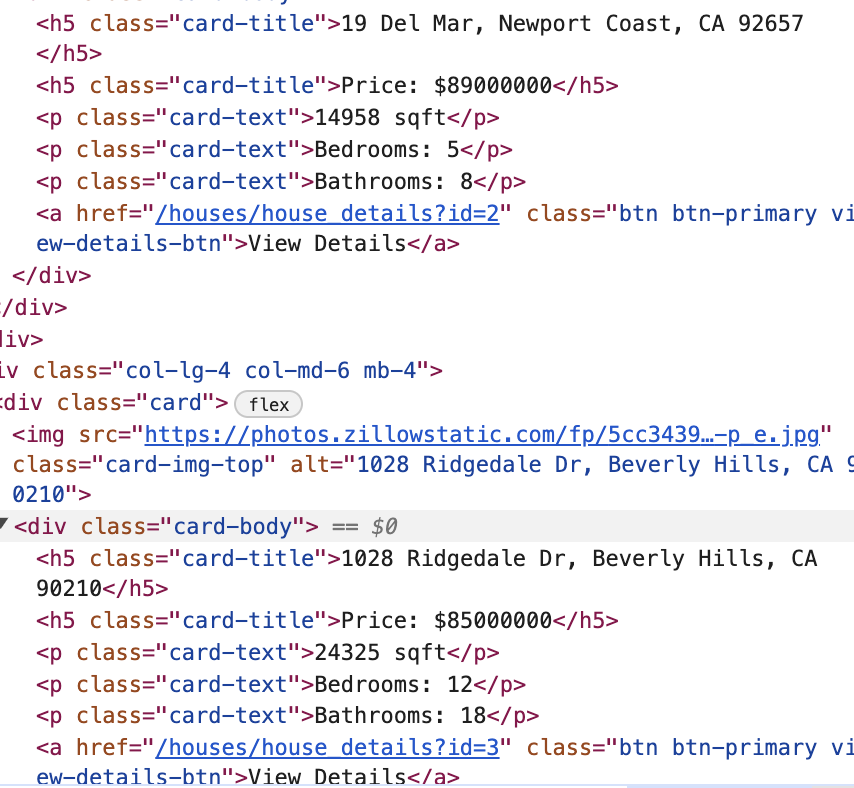 <h5 class="card-title">19 Del Mar, Newport Coast, CA 92657
</h5>
<h5 class="card-title">Price: $89000000</h5>
<p class="card-text">14958 sqft</p>
<p class="card-text">Bedrooms: 5</p>
<p class="card-text">Bathrooms: 8</p>
<a href="/houses/house_details?id=2" class="btn btn-primary vi
ew-details-btn">View Details</a>
</div>
/div>
iv>
iv class="col-lg-4 col-md-6 mb-4">
<div class="card"> flex
<img src="https://photos.zillowstatic.com/fp/5cc3439…-p_e.jpg"
class="card-img-top" alt="1028 Ridgedale Dr, Beverly Hills, CA 9
0210">
<div class="card-body"> == $0
<h5 class="card-title">1028 Ridgedale Dr, Beverly Hills, CA
90210</h5>
<h5 class="card-title">Price: $85000000</h5>
<p class="card-text">24325 sqft</p>
<p class="card-text">Bedrooms: 12</p>
<p class="card-text">Bathrooms: 18</p>
<a href="/houses/house_details?id=3" class="btn btn-primary vi
ew-details-btn">View Details</a>